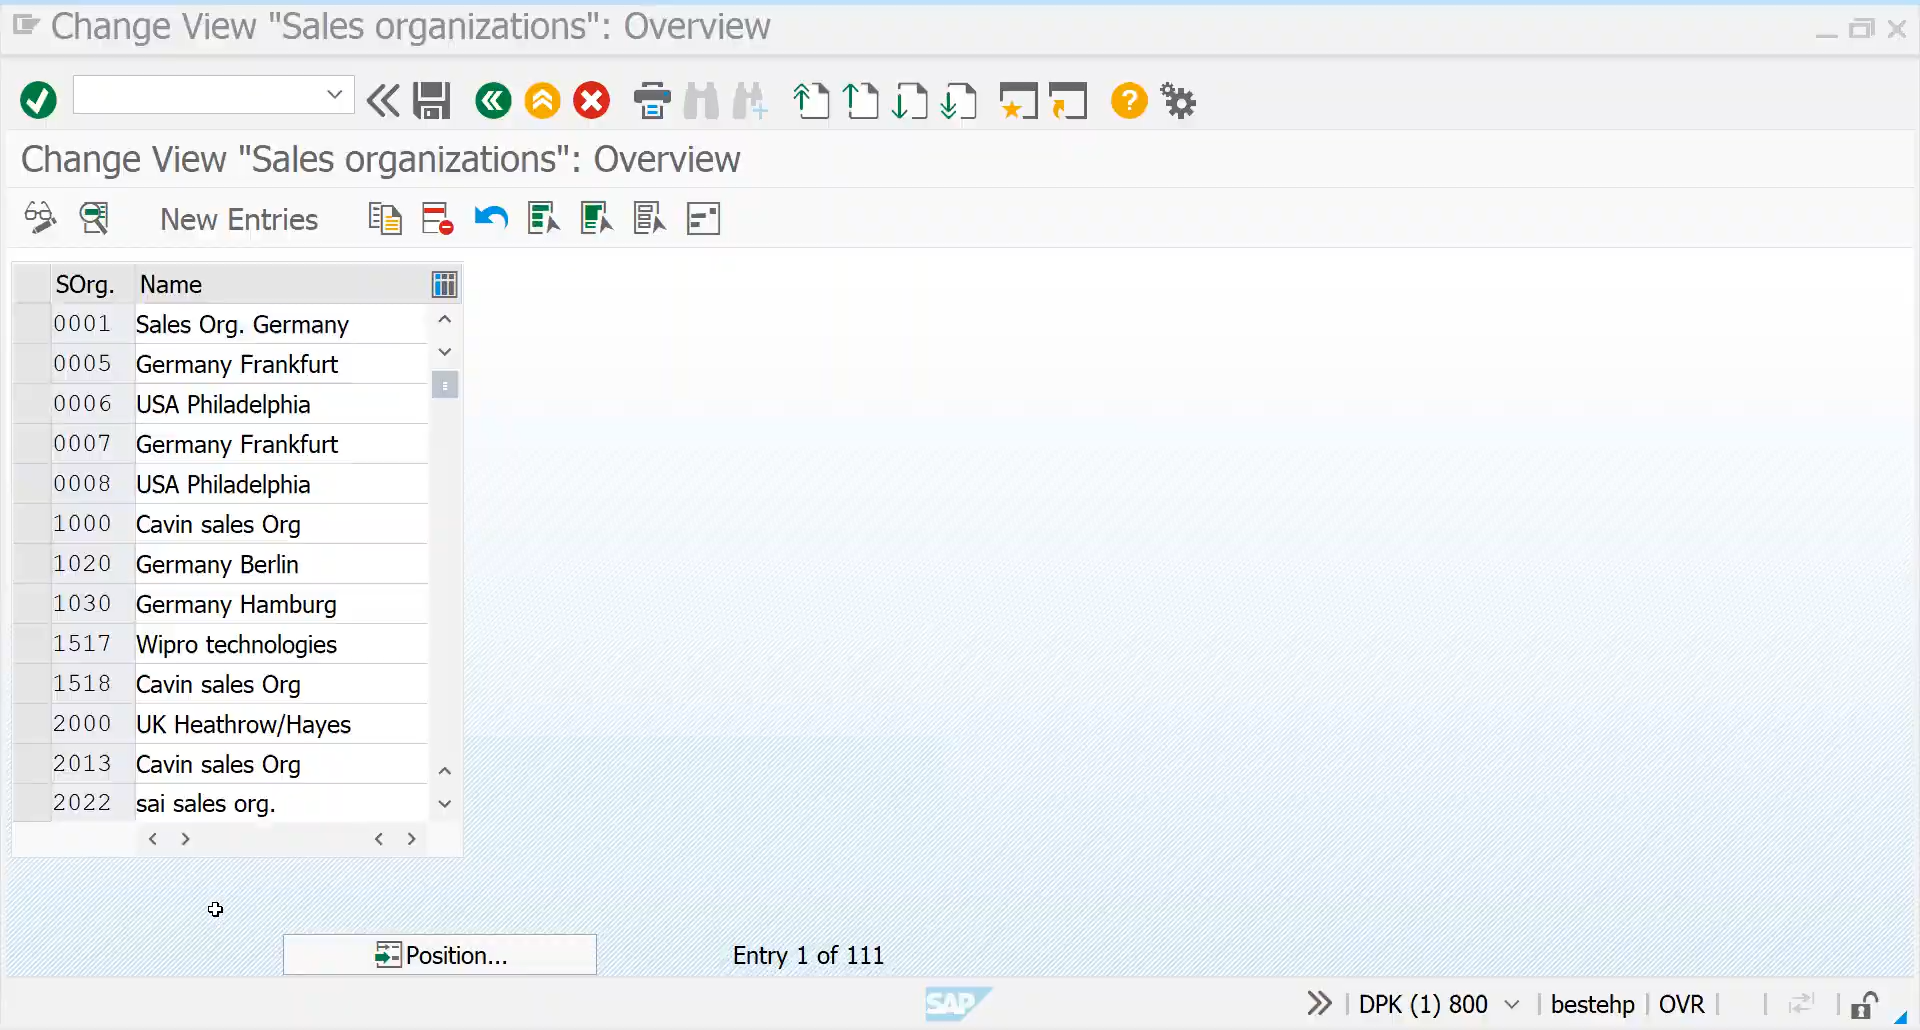 Change View "Sales organizations": Overview
Change View "Sales organizations": Overview
New Entries
SOrg. Name
0001 Sales Org. Germany
0005 Germany Frankfurt
0006 USA Philadelphia
0007 Germany Frankfurt
0008 USA Philadelphia
1000 Cavin sales Org
1020 Germany Berlin
1030 Germany Hamburg
1517 Wipro technologies
1518 Cavin sales Org
2000 UK Heathrow/Hayes
2013 Cavin sales Org
2022 sai sales org.
Position... Entry 1 of 111
SAP DPK (1) 800 bestehp OVR